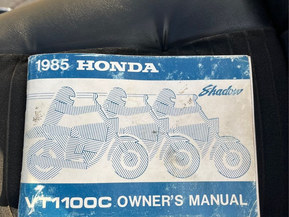 1985 HONDA
Shadow
VT1100C OWNER'S MANUAL